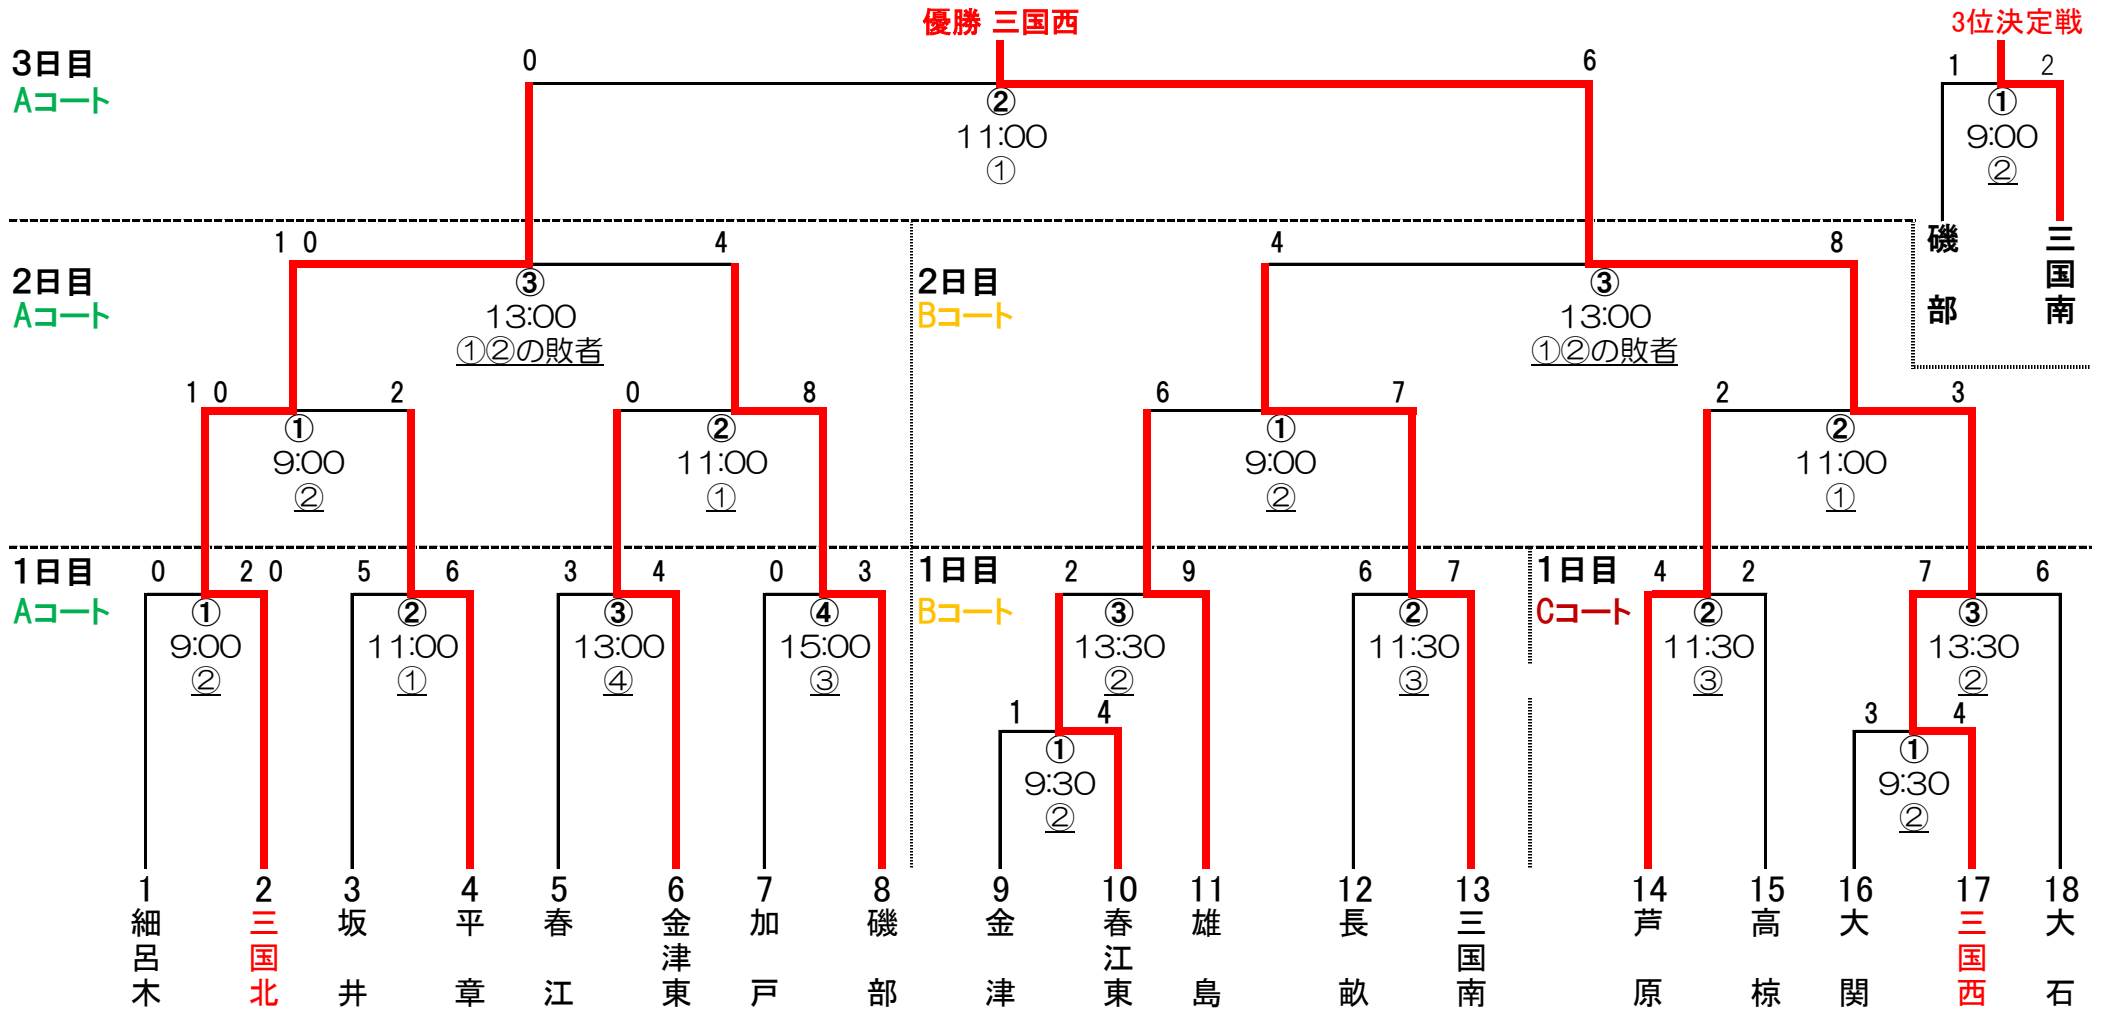 優勝 三国西
3位決定戦
3日目
Aコート
0
6
②
11:00
①
1
2
①
9:00
②
磯部
三国南
2日目
Aコート
10
4
③
13:00
①②の敗者
2日目
Bコート
4
8
③
13:00
①②の敗者
10
2
①
9:00
②
0
8
②
11:00
①
6
7
①
9:00
②
2
3
②
11:00
①
1日目
Aコート
0
20
①
9:00
②
5
6
②
11:00
①
3
4
③
13:00
④
0
3
④
15:00
③
1日目
Bコート
2
9
③
13:30
②
6
7
②
11:30
③
1日目
Cコート
4
2
②
11:30
③
7
6
③
13:30
②
1
4
①
9:30
②
3
4
①
9:30
②
1
細呂木
2
三国北
3
坂井
4
平章
5
春江
6
金津東
7
加戸
8
磯部
9
金津
10
春江東
11
雄島
12
長畝
13
三国南
14
芦原
15
高椋
16
大関
17
三国西
18
大石